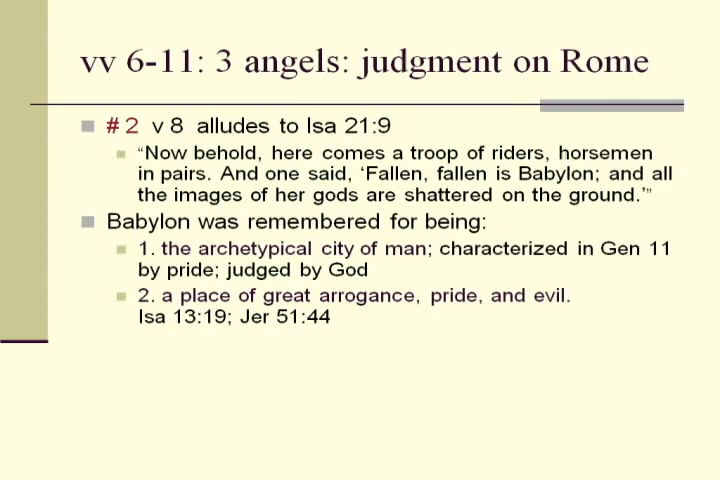 vv 6-11: 3 angels: judgment on Rome
# 2 v 8 alludes to Isa 21:9
“Now behold, here comes a troop of riders, horsemen
in pairs. And one said, ‘Fallen, fallen is Babylon; and all
the images of her gods are shattered on the ground.’”
Babylon was remembered for being:
1. the archetypical city of man; characterized in Gen 11
by pride; judged by God
2. a place of great arrogance, pride, and evil.
Isa 13:19; Jer 51:44